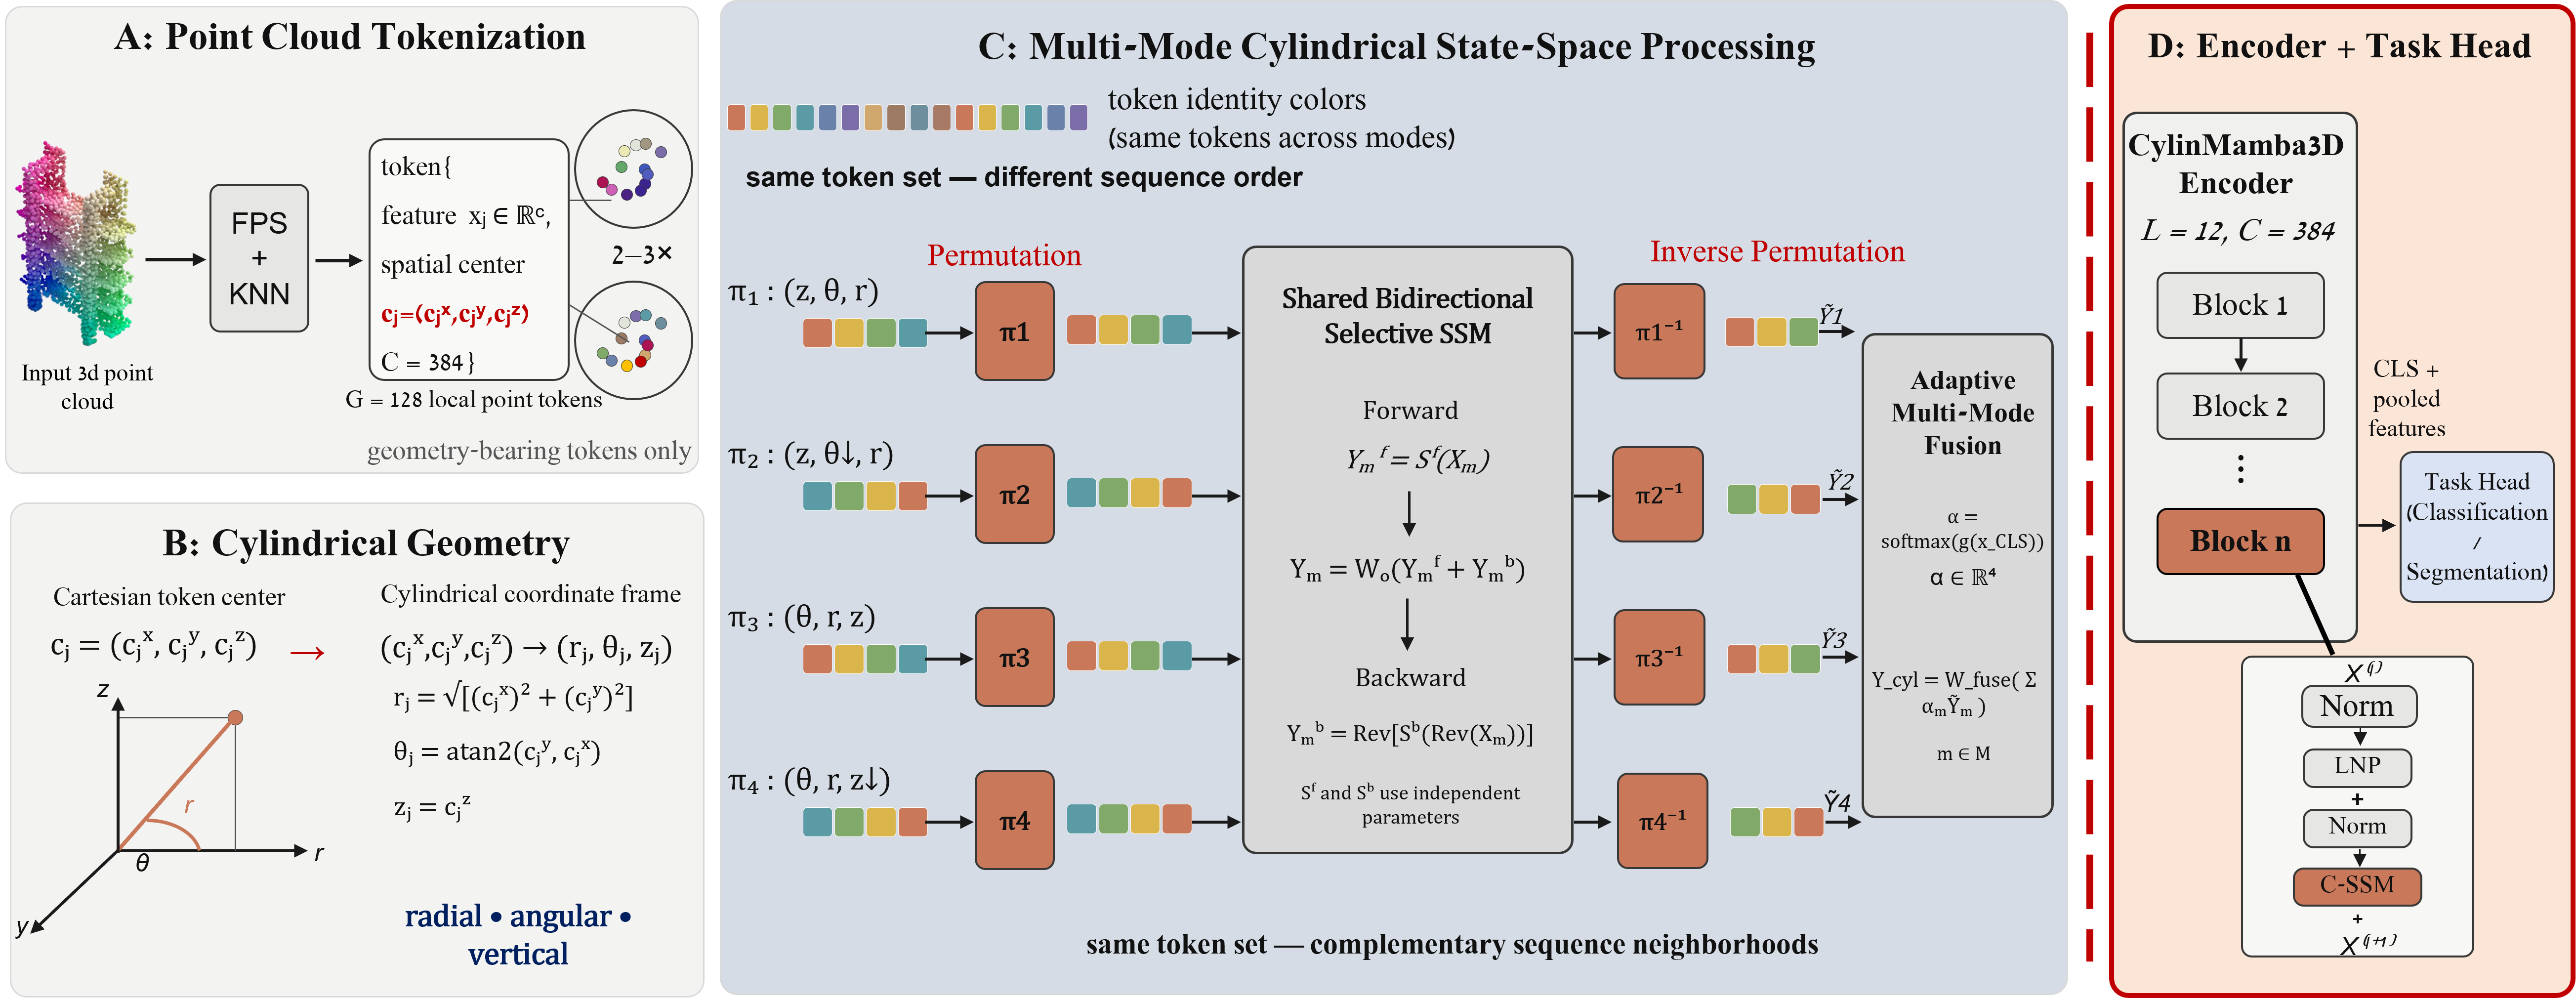 A: Point Cloud Tokenization
Input 3d point
cloud
FPS
+
KNN
token{
feature xⱼ ∈ ℝᶜ,
spatial center
cⱼ=(cⱼˣ,cⱼʸ,cⱼᶻ)
C = 384}
2–3×
G = 128 local point tokens
geometry-bearing tokens only
B: Cylindrical Geometry
Cartesian token center
cⱼ = (cⱼˣ, cⱼʸ, cⱼᶻ)
→
Cylindrical coordinate frame
(cⱼˣ,cⱼʸ,cⱼᶻ) → (rⱼ, θⱼ, zⱼ)
rⱼ = √[(cⱼˣ)² + (cⱼʸ)²]
θⱼ = atan2(cⱼʸ, cⱼˣ)
zⱼ = cⱼᶻ
z
r
θ
r
y
radial • angular •
vertical
C: Multi-Mode Cylindrical State-Space Processing
token identity colors
(same tokens across modes)
same token set — different sequence order
Permutation
Inverse Permutation
π₁ : (z, θ, r)
π1
π1⁻¹
Ỹ1
π₂ : (z, θ↓, r)
π2
π2⁻¹
Ỹ2
π₃ : (θ, r, z)
π3
π3⁻¹
Ỹ3
π₄ : (θ, r, z↓)
π4
π4⁻¹
Ỹ4
Shared Bidirectional
Selective SSM
Forward
Yₘᶠ = Sᶠ(Xₘ)
Yₘ = Wₒ(Yₘᶠ + Yₘᵇ)
Backward
Yₘᵇ = Rev[Sᵇ(Rev(Xₘ))]
Sᶠ and Sᵇ use independent
parameters
Adaptive
Multi-Mode
Fusion
α =
softmax(g(x_CLS))
α ∈ ℝ⁴
Y_cyl = W_fuse( Σ
αₘỸₘ )
m ∈ M
same token set — complementary sequence neighborhoods
D: Encoder + Task Head
CylinMamba3D
Encoder
L = 12, C = 384
Block 1
Block 2
⋮
Block n
CLS +
pooled
features
Task Head
(Classification
/
Segmentation)
X⁽ʲ⁾
Norm
LNP
+
Norm
C-SSM
+
X⁽ʲ⁺¹⁾